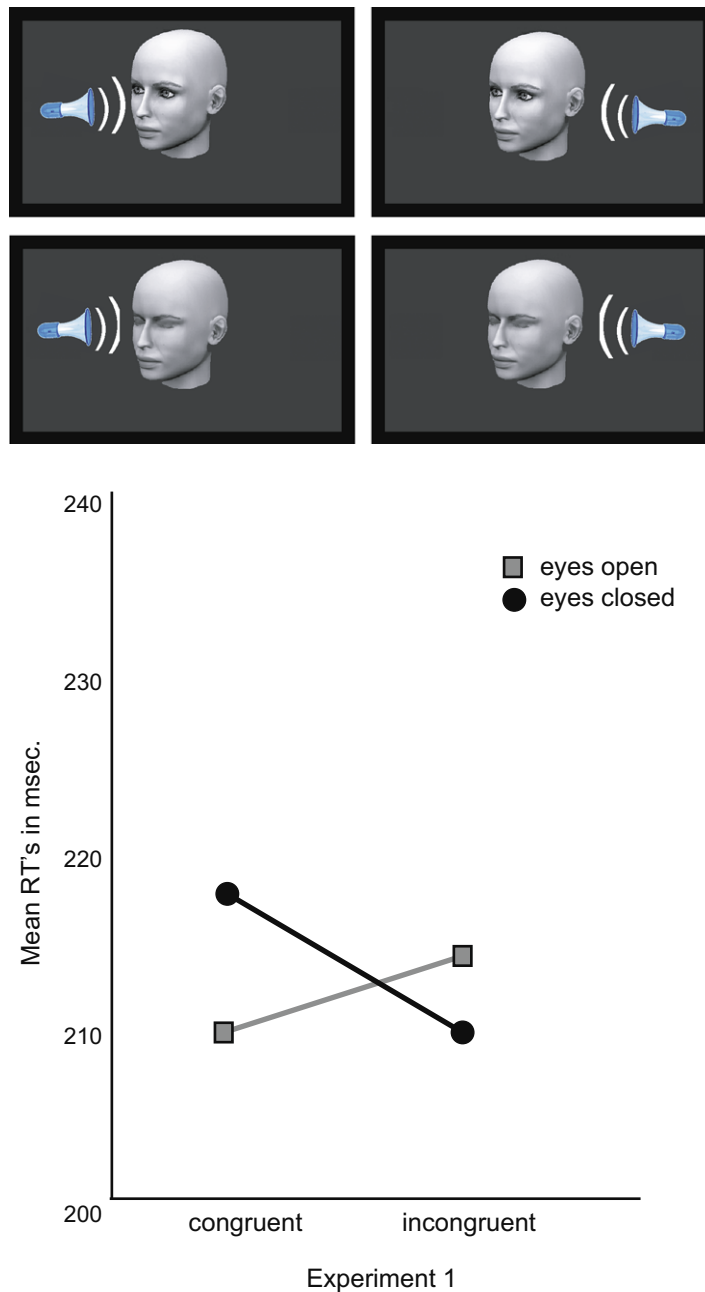 240
eyes open
eyes closed
230
220
210
200
Mean RT's in msec.
congruent incongruent
Experiment 1